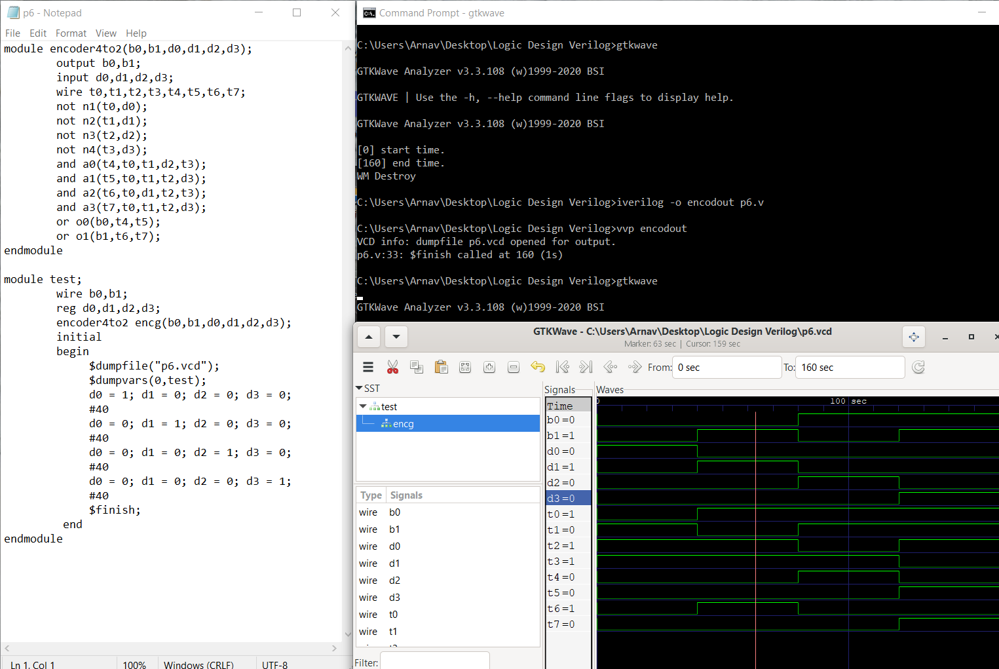 p6 - Notepad
File Edit Format View Help
module encoder4to2(b0,b1,d0,d1,d2,d3);
output b0,b1;
input d0,d1,d2,d3;
wire t0,t1,t2,t3,t4,t5,t6,t7;
not n1(t0,d0);
not n2(t1,d1);
not n3(t2,d2);
not n4(t3,d3);
and a0(t4,t0,t1,d2,t3);
and a1(t5,t0,t1,t2,d3);
and a2(t6,t0,d1,t2,t3);
and a3(t7,t0,t1,t2,d3);
or o0(b0,t4,t5);
or o1(b1,t6,t7);
endmodule
module test;
wire b0,b1;
reg d0,d1,d2,d3;
encoder4to2 encg(b0,b1,d0,d1,d2,d3);
initial
begin
$dumpfile("p6.vcd");
$dumpvars(0,test);
d0 = 1; d1 = 0; d2 = 0; d3 = 0;
#40
d0 = 0; d1 = 1; d2 = 0; d3 = 0;
#40
d0 = 0; d1 = 0; d2 = 1; d3 = 0;
#40
d0 = 0; d1 = 0; d2 = 0; d3 = 1;
#40
$finish;
end
endmodule
Ln 1, Col 1 100% Windows (CRLF) UTF-8
Command Prompt - gtkwave
C:\Users\Arnav\Desktop\Logic Design Verilog>gtkwave
GTKWave Analyzer v3.3.108 (w)1999-2020 BSI
GTKWAVE | Use the -h, --help command line flags to display help.
GTKWave Analyzer v3.3.108 (w)1999-2020 BSI
[0] start time.
[160] end time.
WM Destroy
C:\Users\Arnav\Desktop\Logic Design Verilog>iverilog -o encodout p6.v
C:\Users\Arnav\Desktop\Logic Design Verilog>vvp encodout
VCD info: dumpfile p6.vcd opened for output.
p6.v:33: $finish called at 160 (1s)
C:\Users\Arnav\Desktop\Logic Design Verilog>gtkwave
GTKWave Analyzer v3.3.108 (w)1999-2020 BSI
GTKWave - C:\Users\Arnav\Desktop\Logic Design Verilog\p6.vcd
Marker: 63 sec | Cursor: 159 sec
From: 0 sec To: 160 sec
SST
test
encg
Type Signals
wire b0
wire b1
wire d0
wire d1
wire d2
wire d3
wire t0
wire t1
Filter:
Signals
Time
b0=0
b1=1
d0=0
d1=1
d2=0
d3=0
t0=1
t1=0
t2=1
t3=1
t4=0
t5=0
t6=1
t7=0
Waves
0 100 sec